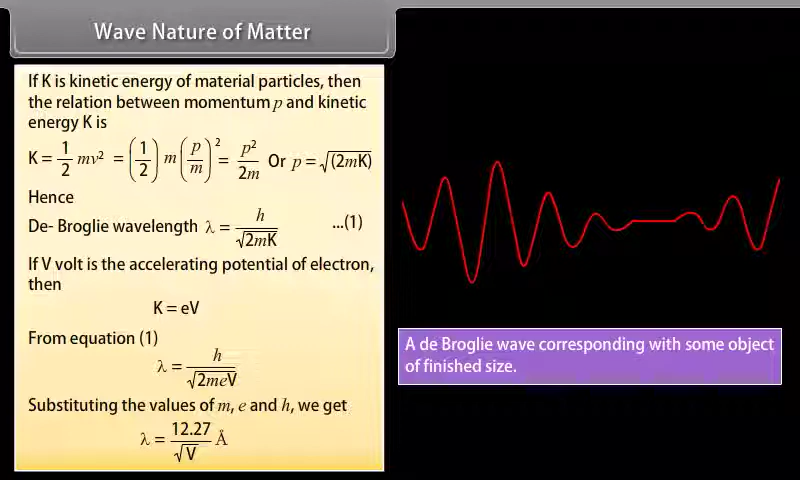 Wave Nature of Matter
If K is kinetic energy of material particles, then
the relation between momentum p and kinetic
energy K is
K = 1/2 mv² = (1/2) m (p/m)² = p²/2m Or p = √(2mK)
Hence
De- Broglie wavelength λ = h/√2mK ...(1)
If V volt is the accelerating potential of electron,
then
K = eV
From equation (1)
λ = h/√2meV
Substituting the values of m, e and h, we get
λ = 12.27/√V Å
A de Broglie wave corresponding with some object
of finished size.